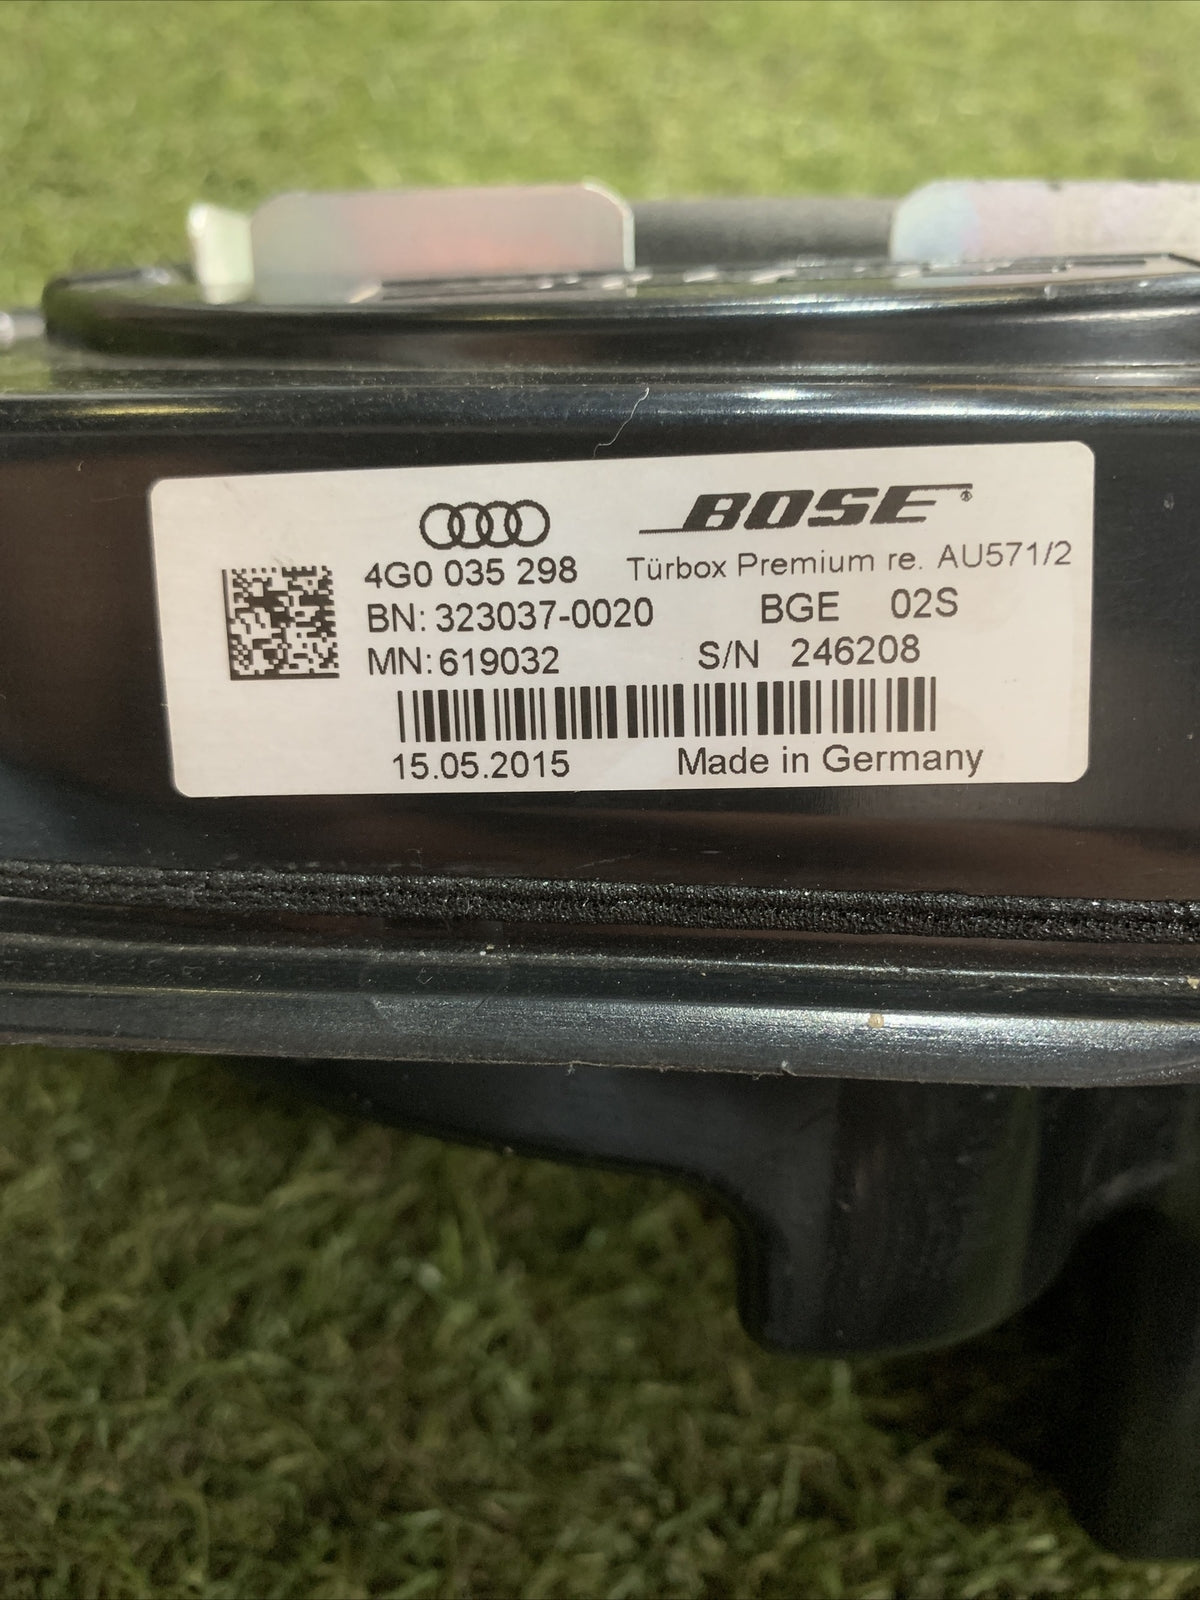 BOSE®
4G0 035 298 Türbox Premium re. AU571/2
BN: 323037-0020 BGE 02S
MN: 619032 S/N 246208
15.05.2015 Made in Germany